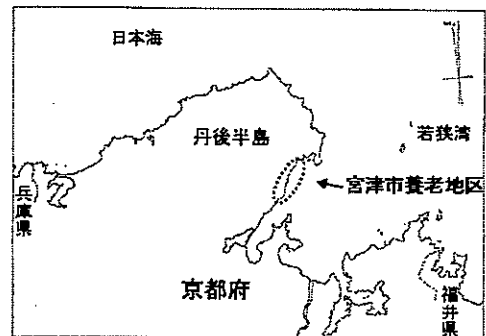 日本海
丹後半島
若狭湾
宮津市養老地区
兵庫県
京都府
福井県